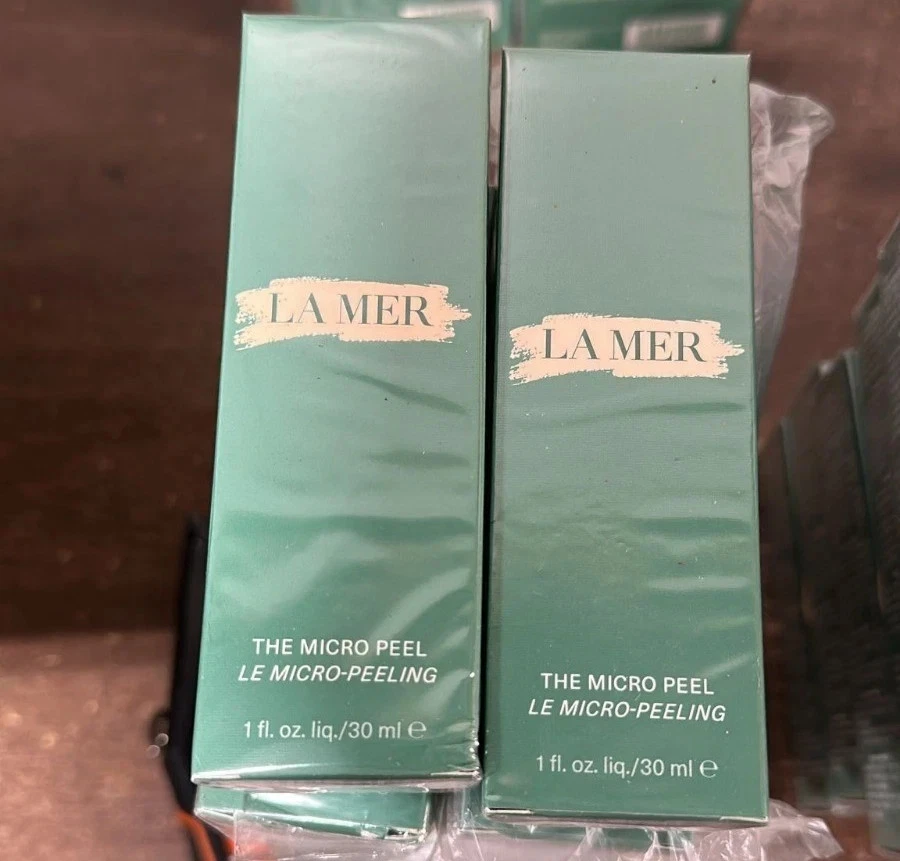 LA MER
THE MICRO PEEL
LE MICRO-PEELING
1 fl. oz. liq./30 ml ℮
LA MER
THE MICRO PEEL
LE MICRO-PEELING
1 fl. oz. liq./30 ml ℮